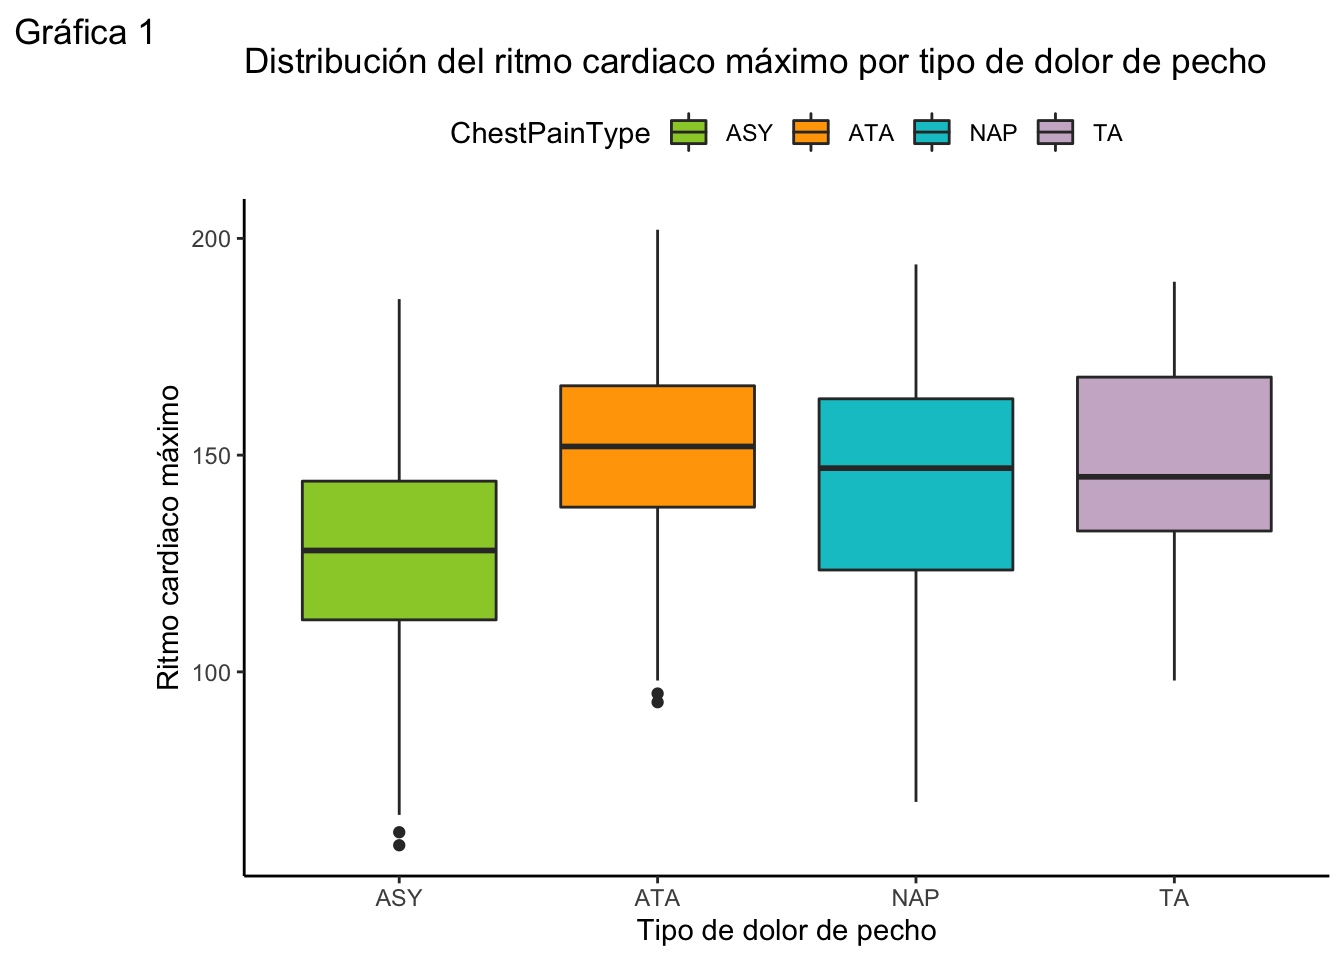 Gráfica 1
Distribución del ritmo cardiaco máximo por tipo de dolor de pecho
ChestPainType ASY ATA NAP TA
200
150
100
Ritmo cardiaco máximo
ASY ATA NAP TA
Tipo de dolor de pecho